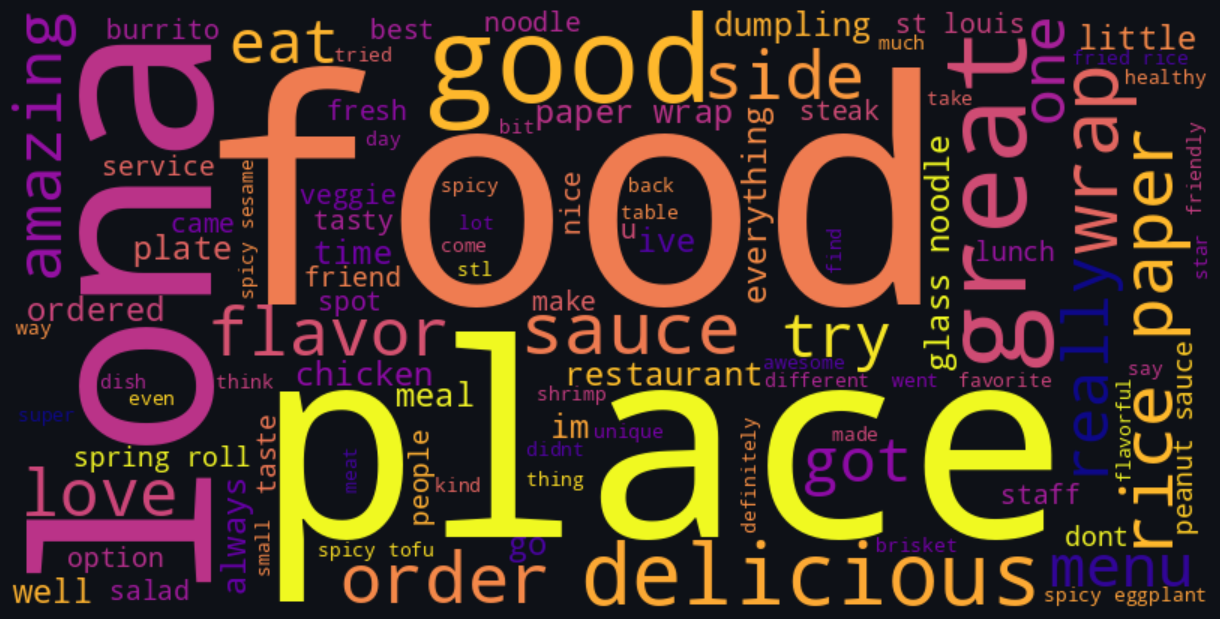 amazing
burrito
eat
tried
best
noodle
good
dumpling
much
st louis
one
little
fried rice
healthy
lona
food
side
great
wrap
fresh
day
bit
paper wrap
steak
take
service
spicy sesame
veggie
tasty
came
plate
time
friend
spot
spicy
lot
come
stl
nice
back
table
u
ive
everything
find
glass noodle
lunch
rice paper
friendly
star
ordered
way
flavor
make
sauce
try
really
dish
even
think
super
chicken
meal
restaurant
awesome
different
went
favorite
say
flavorful
peanut sauce
shrimp
im
unique
didnt
thing
made
got
place
spring roll
taste
love
always
meat
people
kind
definitely
staff
dont
option
small
spicy tofu
go
brisket
well
salad
order
delicious
menu
spicy eggplant